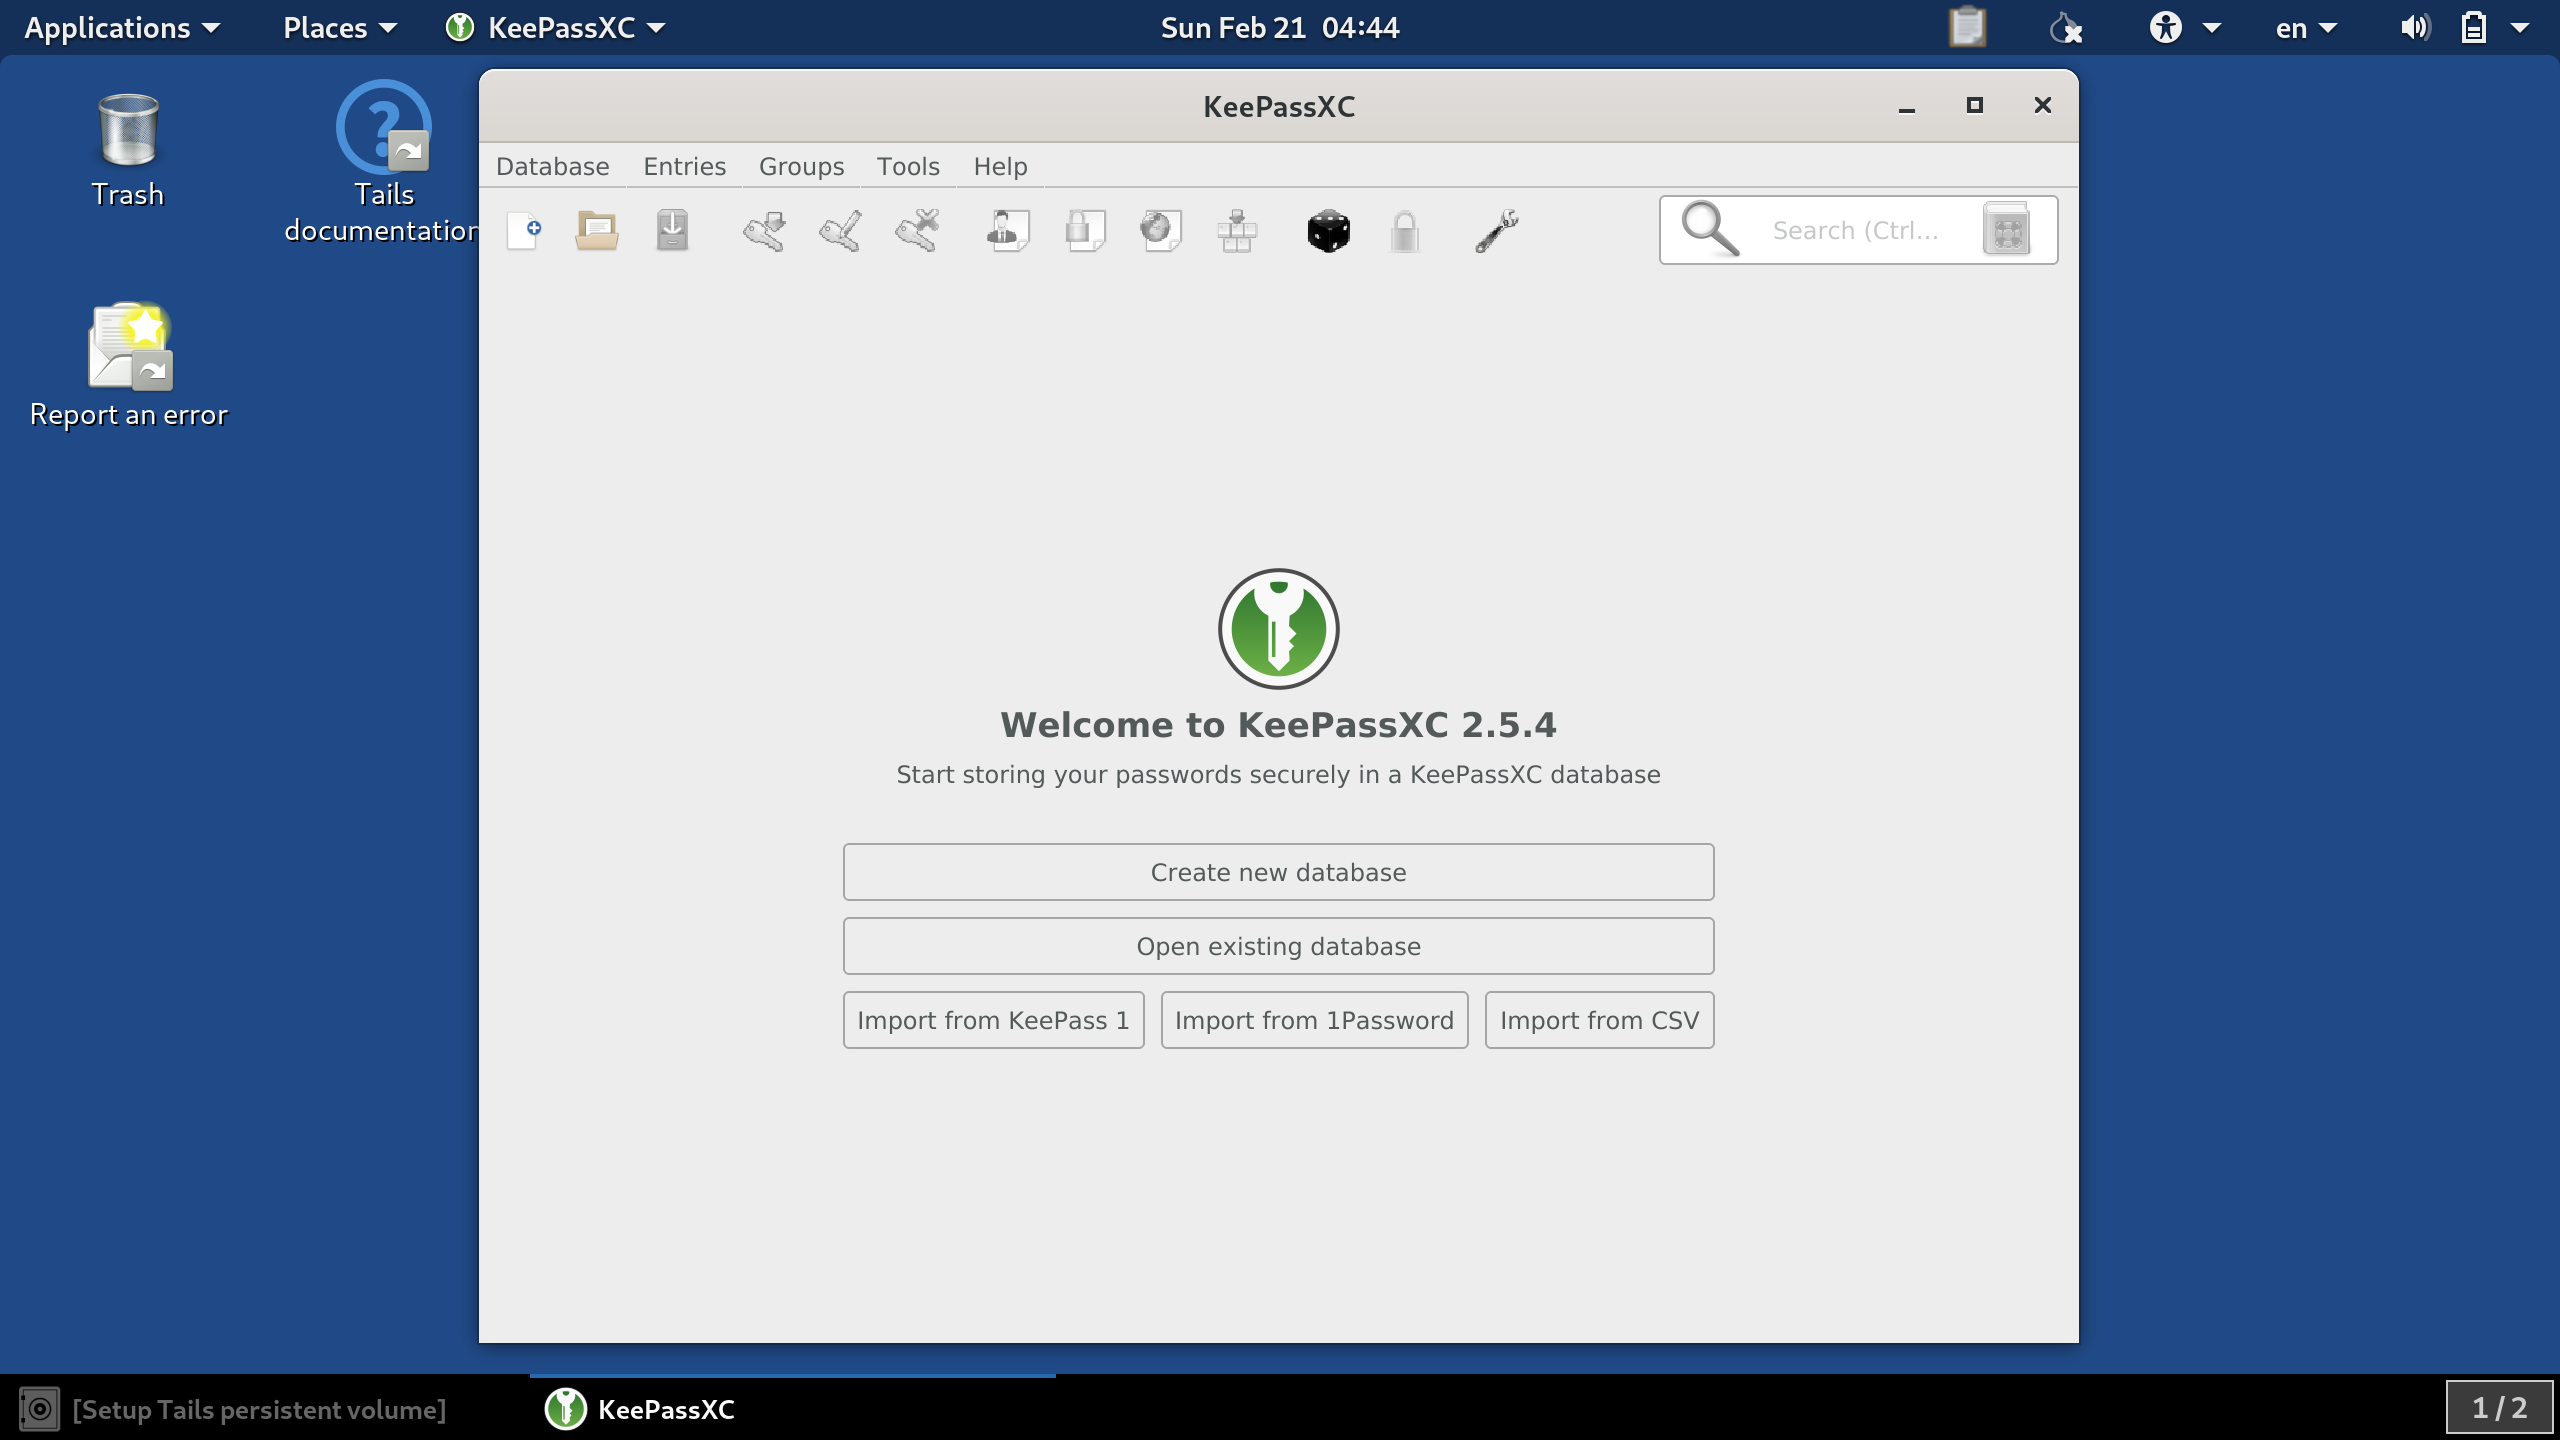 Applications Places KeePassXC Sun Feb 21 04:44 en
Trash
Tails
documentation
Report an error
KeePassXC
Database Entries Groups Tools Help
Search (Ctrl...
Welcome to KeePassXC 2.5.4
Start storing your passwords securely in a KeePassXC database
Create new database
Open existing database
Import from KeePass 1 Import from 1Password Import from CSV
[Setup Tails persistent volume] KeePassXC 1 / 2